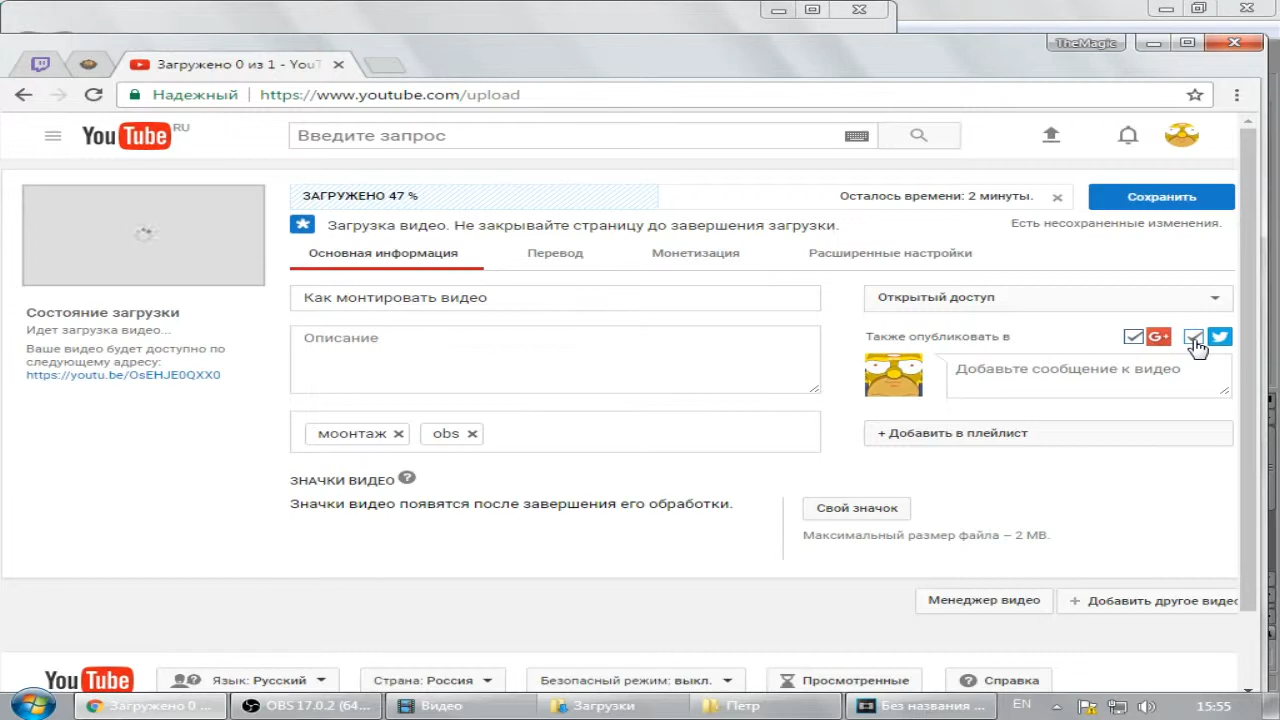 TheMagic
Загружено 0 из 1 - YouT
Надежный https://www.youtube.com/upload
YouTube RU
Введите запрос
ЗАГРУЖЕНО 47 %
Осталось времени: 2 минуты.
Сохранить
Загрузка видео. Не закрывайте страницу до завершения загрузки.
Есть несохраненные изменения.
Основная информация
Перевод
Монетизация
Расширенные настройки
Состояние загрузки
Идет загрузка видео...
Ваше видео будет доступно по
следующему адресу:
https://youtu.be/OsEHJE0QXX0
Как монтировать видео
Описание
моонтаж
obs
Открытый доступ
Также опубликовать в
G+
Добавьте сообщение к видео
+ Добавить в плейлист
ЗНАЧКИ ВИДЕО ?
Значки видео появятся после завершения его обработки.
Свой значок
Максимальный размер файла – 2 MB.
Менеджер видео
+ Добавить другое видео
YouTube
Язык: Русский
Страна: Россия
Безопасный режим: выкл.
Просмотренные
? Справка
Загружено 0 ...
OBS 17.0.2 (64...
Видео
Загрузки
Петр
Без названия ...
EN
15:55